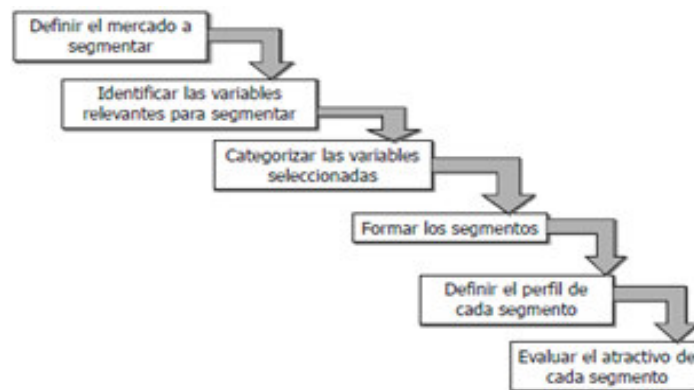 Definir el mercado a
segmentar
Identificar las variables
relevantes para segmentar
Categorizar las variables
seleccionadas
Formar los segmentos
Definir el perfil de
cada segmento
Evaluar el atractivo de
cada segmento